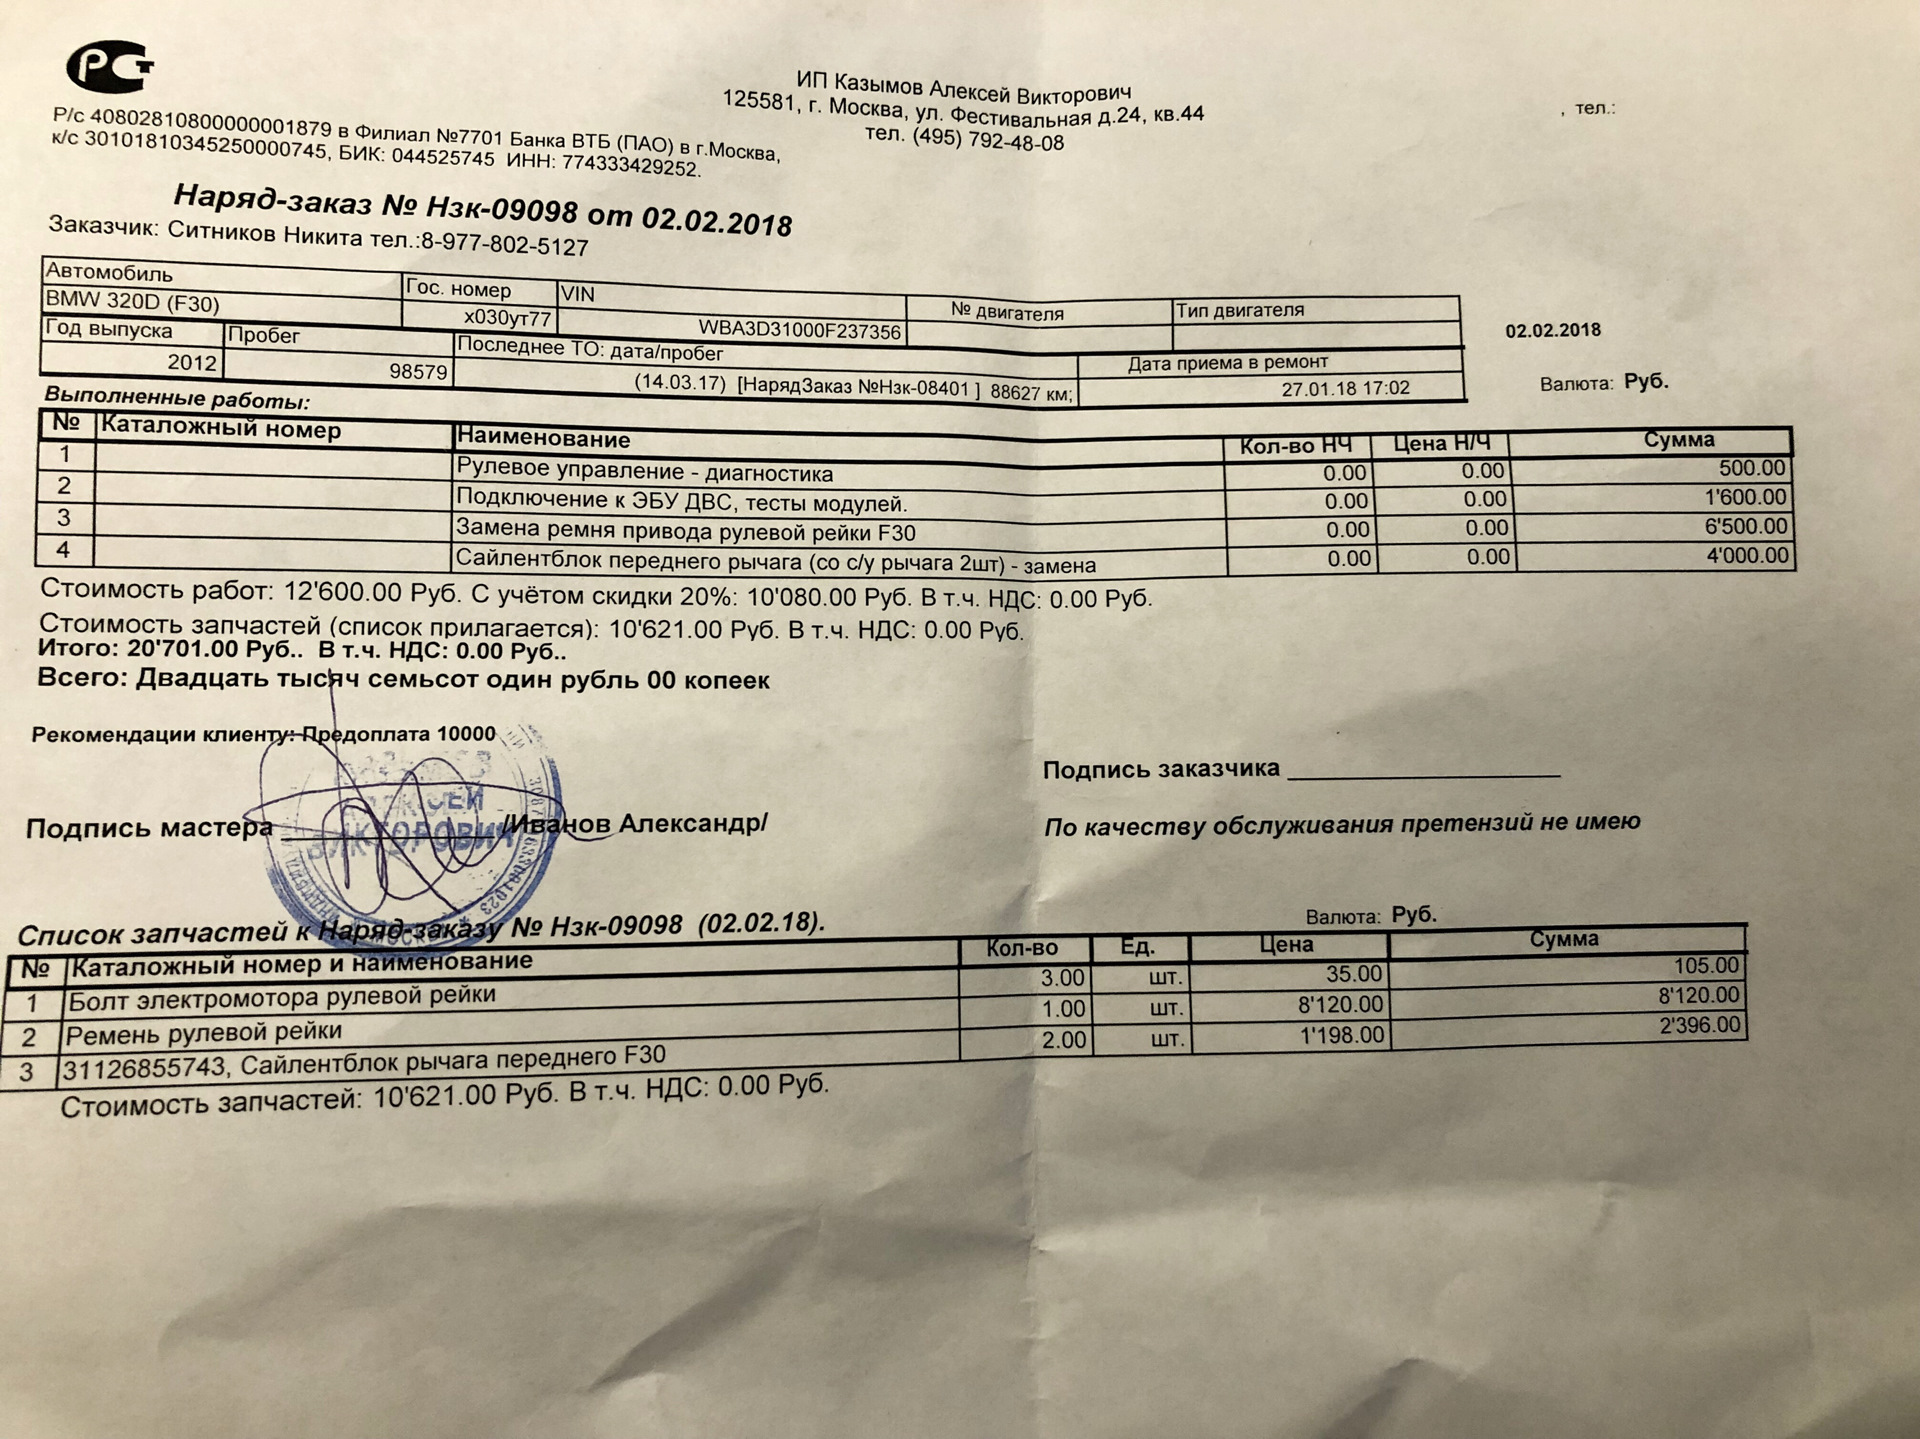 РСТ
ИП Казымов Алексей Викторович
125581, г. Москва, ул. Фестивальная д.24, кв.44
тел. (495) 792-48-08
, тел.:
Р/с 40802810800000001879 в Филиал №7701 Банка ВТБ (ПАО) в г.Москва,
к/с 30101810345250000745, БИК: 044525745 ИНН: 774333429252.
Наряд-заказ № Нзк-09098 от 02.02.2018
Заказчик: Ситников Никита тел.:8-977-802-5127
Автомобиль Гос. номер VIN № двигателя Тип двигателя
BMW 320D (F30) х030ут77 WBA3D31000F237356
02.02.2018
Год выпуска Пробег Последнее ТО: дата/пробег Дата приема в ремонт
2012 98579 (14.03.17) [НарядЗаказ №Нзк-08401 ] 88627 км; 27.01.18 17:02
Валюта: Руб.
Выполненные работы:
№ Каталожный номер Наименование Кол-во НЧ Цена Н/Ч Сумма
1 Рулевое управление - диагностика 0.00 0.00 500.00
2 Подключение к ЭБУ ДВС, тесты модулей. 0.00 0.00 1'600.00
3 Замена ремня привода рулевой рейки F30 0.00 0.00 6'500.00
4 Сайлентблок переднего рычага (со с/у рычага 2шт) - замена 0.00 0.00 4'000.00
Стоимость работ: 12'600.00 Руб. С учётом скидки 20%: 10'080.00 Руб. В т.ч. НДС: 0.00 Руб.
Стоимость запчастей (список прилагается): 10'621.00 Руб. В т.ч. НДС: 0.00 Руб.
Итого: 20'701.00 Руб.. В т.ч. НДС: 0.00 Руб..
Всего: Двадцать тысяч семьсот один рубль 00 копеек
Рекомендации клиенту: Предоплата 10000
Подпись заказчика
Подпись мастера /Иванов Александр/
ВИКТОРОВИЧ
МОСКВА
По качеству обслуживания претензий не имею
Список запчастей к Наряд-заказу № Нзк-09098 (02.02.18).
Валюта: Руб.
№ Каталожный номер и наименование Кол-во Ед. Цена Сумма
1 Болт электромотора рулевой рейки 3.00 шт. 35.00 105.00
2 Ремень рулевой рейки 1.00 шт. 8'120.00 8'120.00
3 31126855743, Сайлентблок рычага переднего F30 2.00 шт. 1'198.00 2'396.00
Стоимость запчастей: 10'621.00 Руб. В т.ч. НДС: 0.00 Руб.